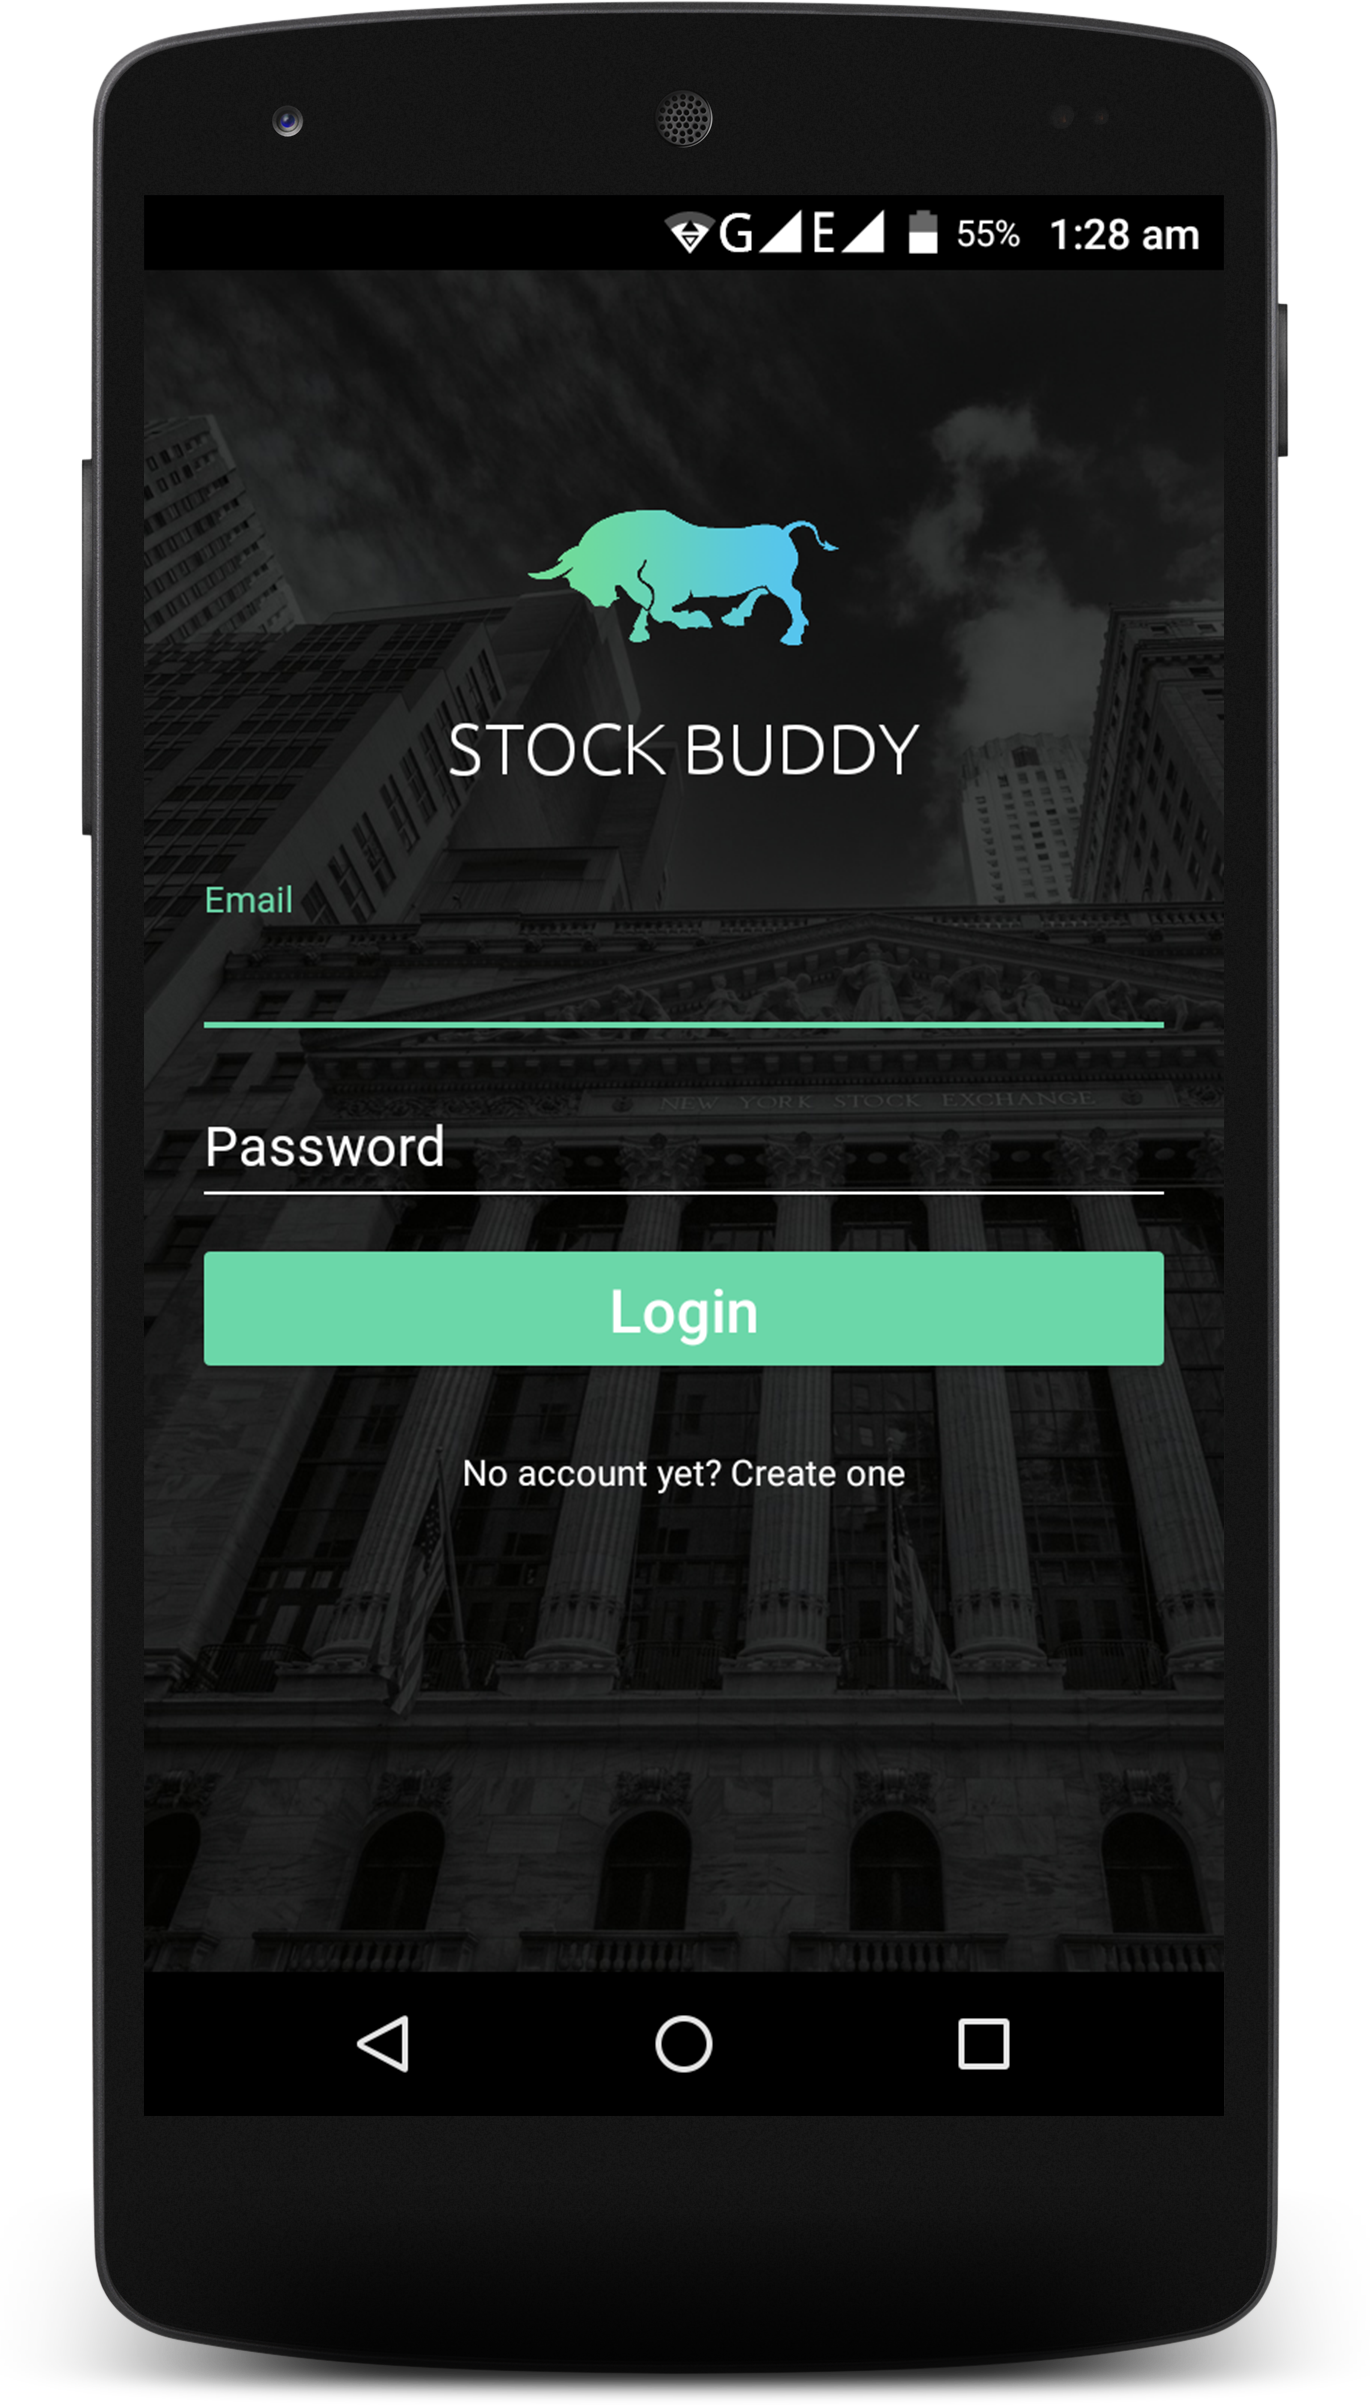 G E 55% 1:28 am
STOCK BUDDY
Email
NEW YORK STOCK EXCHANGE
Password
Login
No account yet? Create one